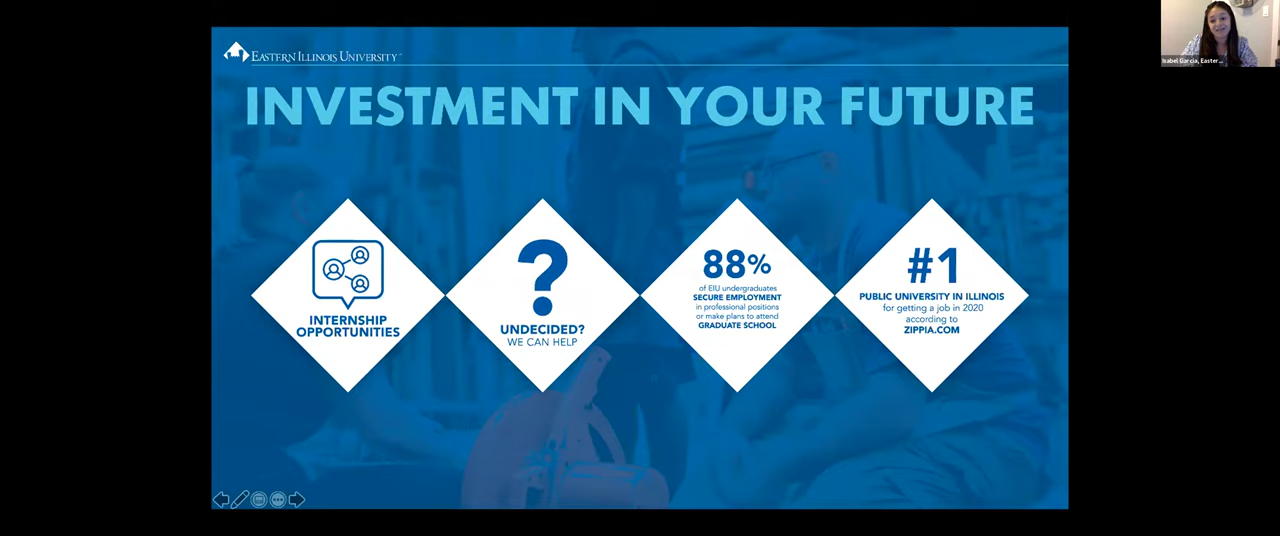 EASTERN ILLINOIS UNIVERSITY
Isabel Garcia, Easter...
INVESTMENT IN YOUR FUTURE
INTERNSHIP
OPPORTUNITIES
?
UNDECIDED?
WE CAN HELP
88%
of EIU undergraduates
SECURE EMPLOYMENT
in professional positions
or make plans to attend
GRADUATE SCHOOL
#1
PUBLIC UNIVERSITY IN ILLINOIS
for getting a job in 2020
according to
ZIPPIA.COM